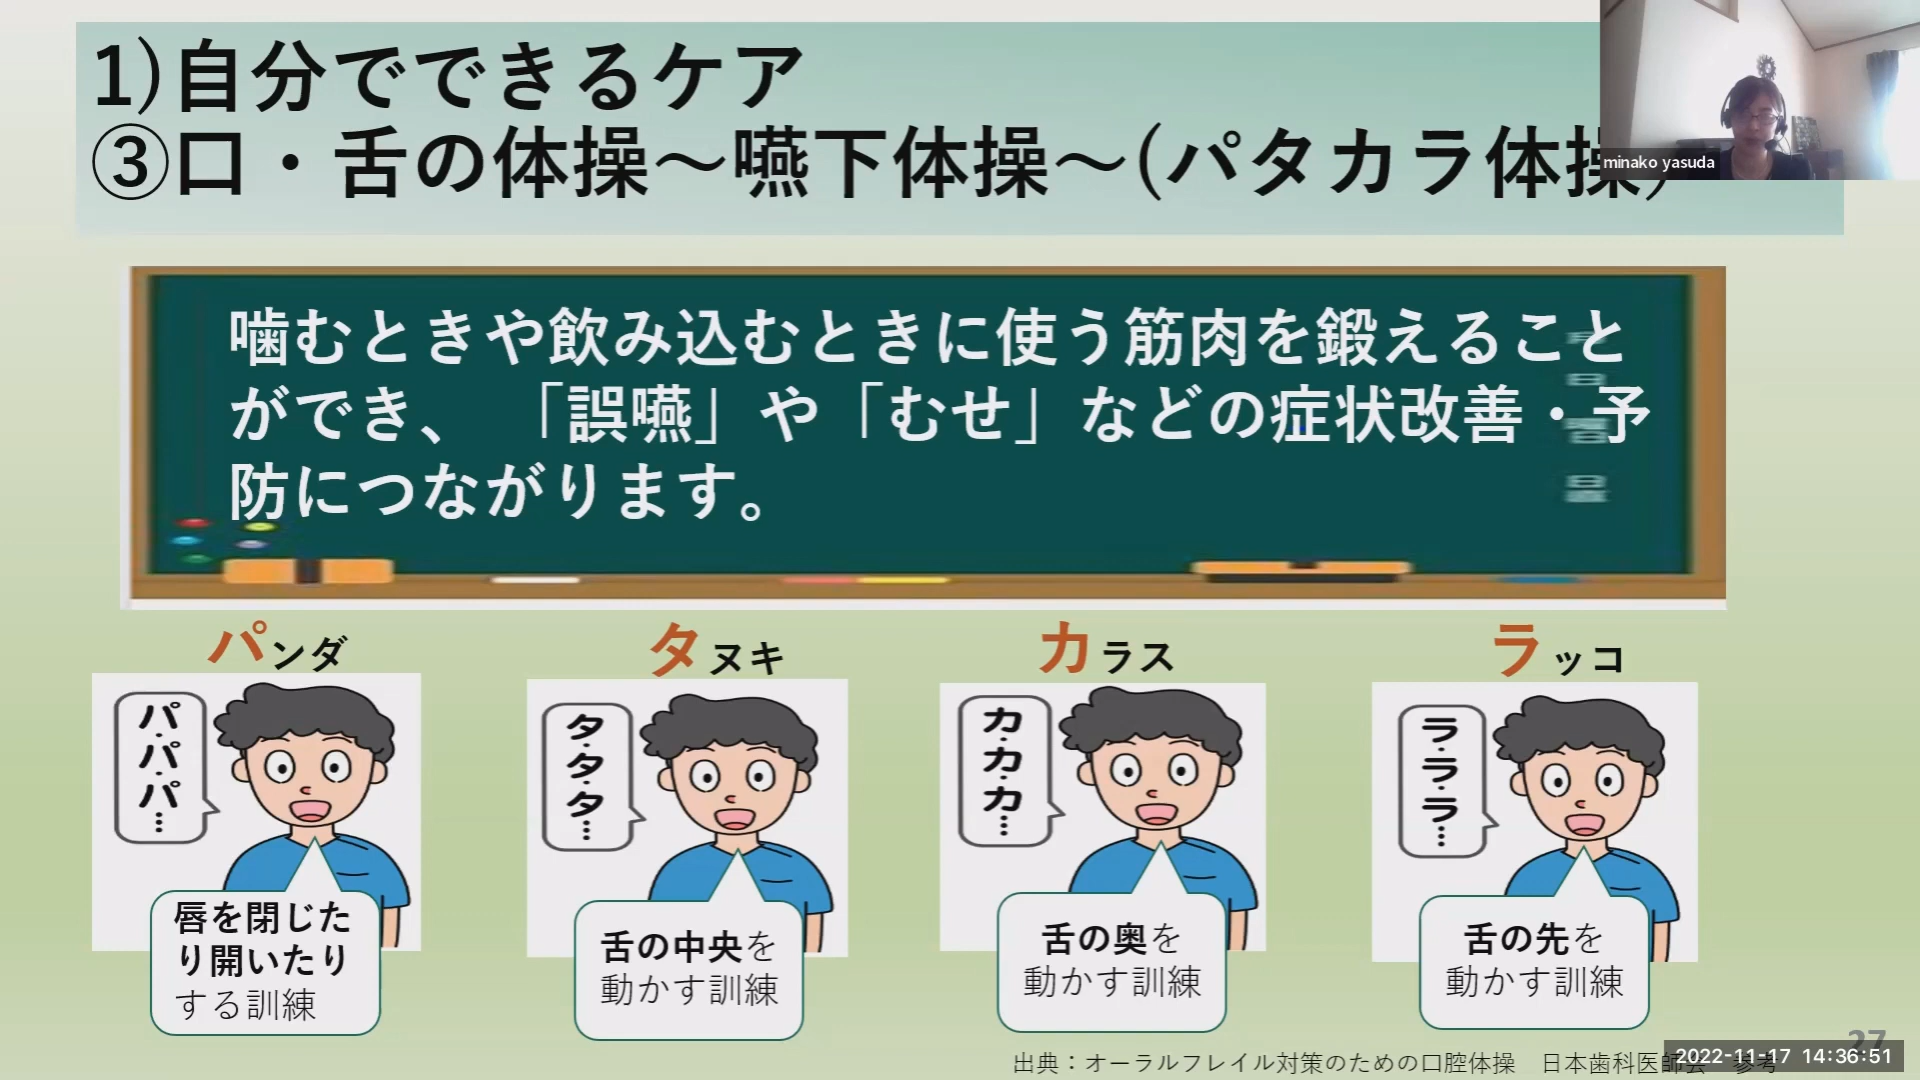 1)自分でできるケア
③口・舌の体操～嚥下体操～(パタカラ体操)
minako yasuda
噛むときや飲み込むときに使う筋肉を鍛えること
ができ、「誤嚥」や「むせ」などの症状改善・予
防につながります。
パンダ
タヌキ
カラス
ラッコ
パ・パ・パ…
タ・タ・タ…
カ・カ・カ…
ラ・ラ・ラ…
唇を閉じた
り開いたり
する訓練
舌の中央を
動かす訓練
舌の奥を
動かす訓練
舌の先を
動かす訓練
27
出典：オーラルフレイル対策のための口腔体操　日本歯科医師会　参考
2022-11-17 14:36:51